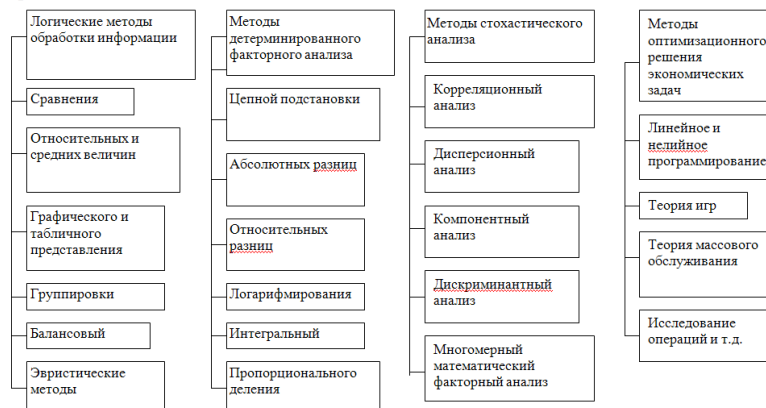 Логические методы
обработки информации
Сравнения
Относительных и
средних величин
Графического и
табличного
представления
Группировки
Балансовый
Эвристические
методы
Методы
детерминированного
факторного анализа
Цепной подстановки
Абсолютных разниц
Относительных
разниц
Логарифмирования
Интегральный
Пропорционального
деления
Методы стохастического
анализа
Корреляционный
анализ
Дисперсионный
анализ
Компонентный
анализ
Дискриминантный
анализ
Многомерный
математический
факторный анализ
Методы
оптимизационного
решения
экономических
задач
Линейное и
нелийное
программирование
Теория игр
Теория массового
обслуживания
Исследование
операций и т.д.